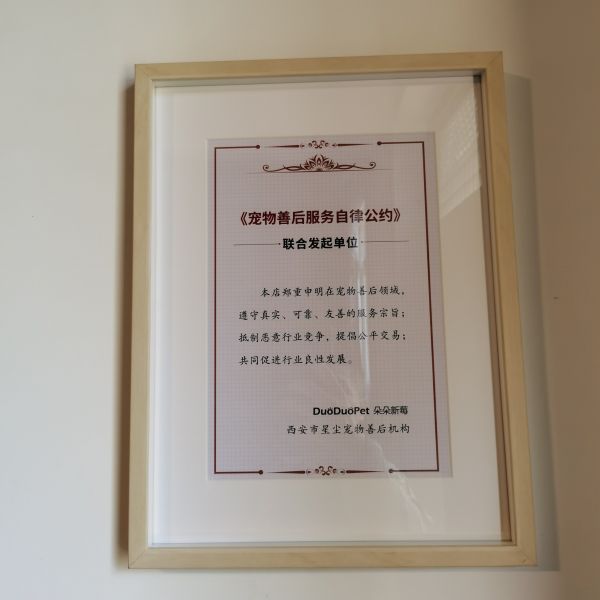 《宠物善后服务自律公约》
联合发起单位
本店郑重申明在宠物善后领域，
遵守真实、可靠、友善的服务宗旨；
抵制恶意行业竞争，提倡公平交易；
共同促进行业良性发展。
DuöDuöPet 朵朵新莓
西安市星尘宠物善后机构